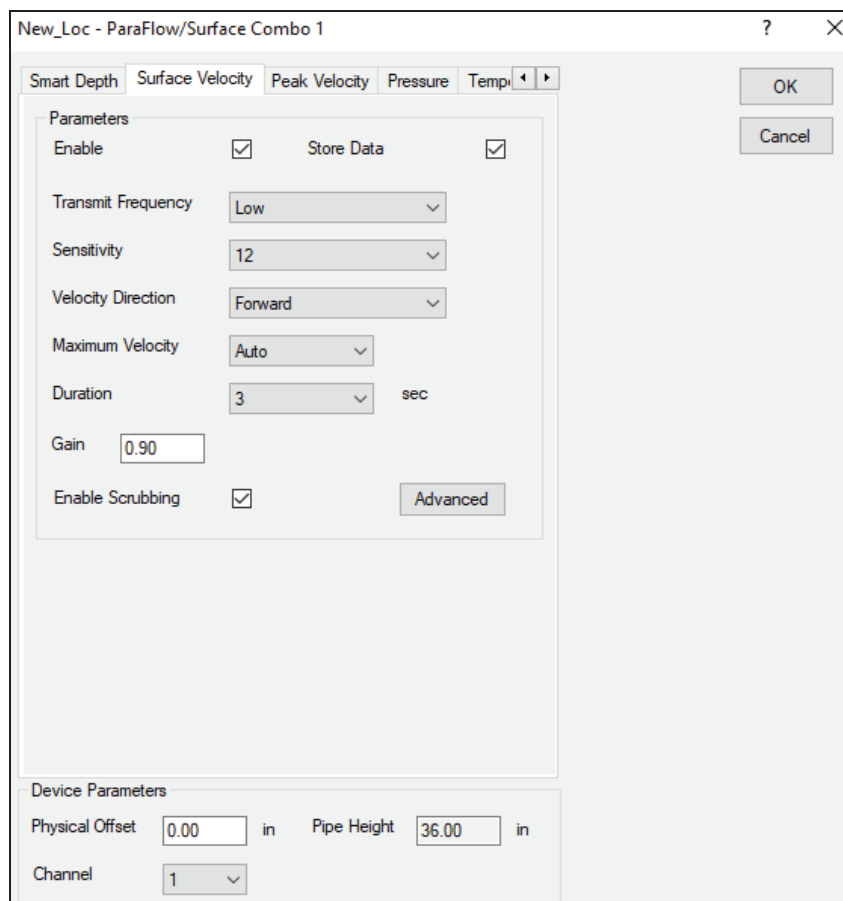 New_Loc - ParaFlow/Surface Combo 1 ?
Smart Depth Surface Velocity Peak Velocity Pressure Temp
OK
Cancel
Parameters
Enable Store Data
Transmit Frequency Low
Sensitivity 12
Velocity Direction Forward
Maximum Velocity Auto
Duration 3 sec
Gain 0.90
Enable Scrubbing Advanced
Device Parameters
Physical Offset 0.00 in Pipe Height 36.00 in
Channel 1